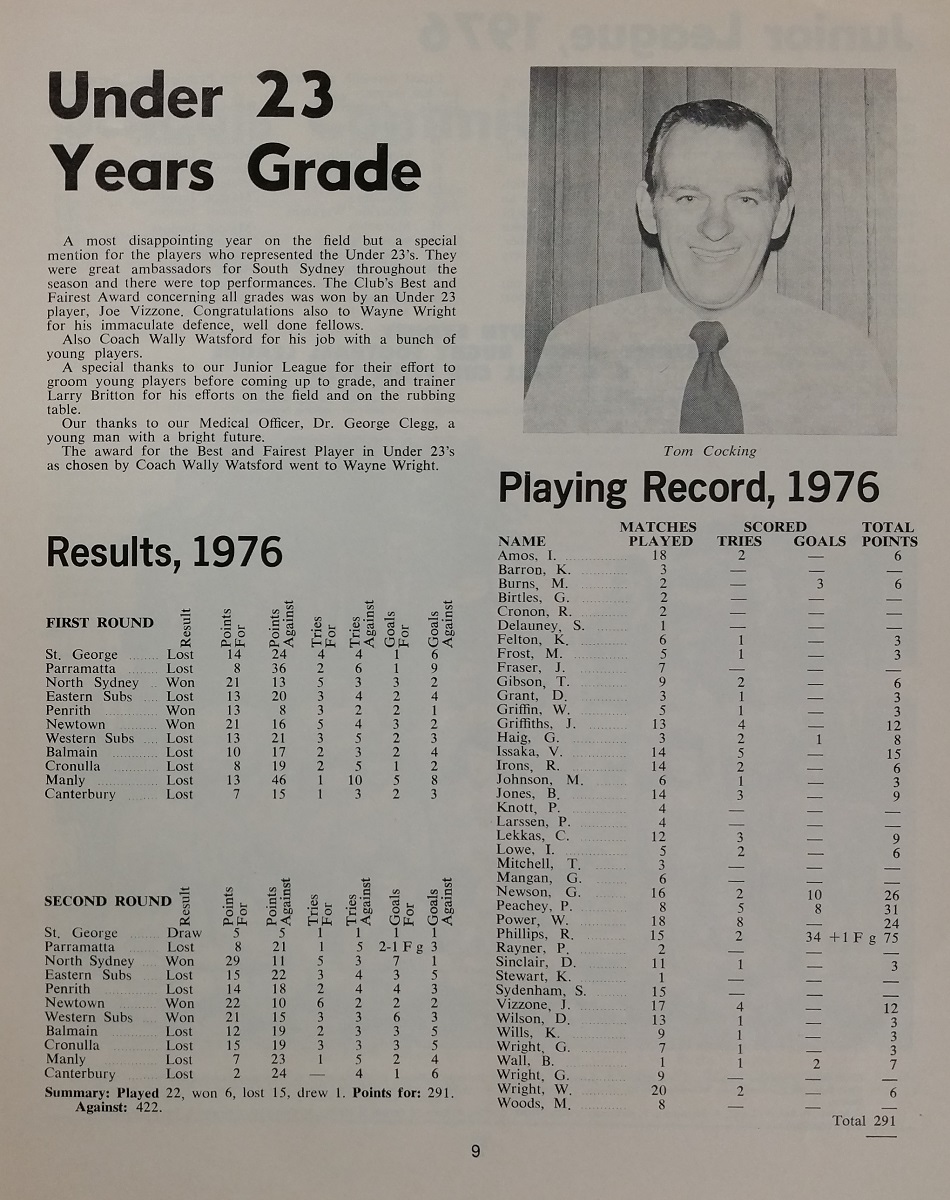 Under 23
Years Grade
A most disappointing year on the field but a special
mention for the players who represented the Under 23's. They
were great ambassadors for South Sydney throughout the
season and there were top performances. The Club's Best and
Fairest Award concerning all grades was won by an Under 23
player, Joe Vizzone. Congratulations also to Wayne Wright
for his immaculate defence, well done fellows.
Also Coach Wally Watsford for his job with a bunch of
young players.
A special thanks to our Junior League for their effort to
groom young players before coming up to grade, and trainer
Larry Britton for his efforts on the field and on the rubbing
table.
Our thanks to our Medical Officer, Dr. George Clegg, a
young man with a bright future.
The award for the Best and Fairest Player in Under 23's
as chosen by Coach Wally Watsford went to Wayne Wright.
Results, 1976
FIRST ROUND Result Points For Points Against Tries For Tries Against Goals For Goals Against
St. George Lost 14 24 4 4 1 6
Parramatta Lost 8 36 2 6 1 9
North Sydney Won 21 13 5 3 3 2
Eastern Subs Lost 13 20 3 4 2 4
Penrith Won 13 8 3 2 2 1
Newtown Won 21 16 5 4 3 2
Western Subs Lost 13 21 3 5 2 3
Balmain Lost 10 17 2 3 2 4
Cronulla Lost 8 19 2 5 1 2
Manly Lost 13 46 1 10 5 8
Canterbury Lost 7 15 1 3 2 3
SECOND ROUND Result Points For Points Against Tries For Tries Against Goals For Goals Against
St. George Draw 5 5 1 1 1 1
Parramatta Lost 8 21 1 5 2-1 F g 3
North Sydney Won 29 11 5 3 7 1
Eastern Subs Lost 15 22 3 4 3 5
Penrith Lost 14 18 2 4 4 3
Newtown Won 22 10 6 2 2 2
Western Subs Won 21 15 3 3 6 3
Balmain Lost 12 19 2 3 3 5
Cronulla Lost 15 19 3 3 3 5
Manly Lost 7 23 1 5 2 4
Canterbury Lost 2 24 — 4 1 6
Summary: Played 22, won 6, lost 15, drew 1. Points for: 291.
Against: 422.
Tom Cocking
Playing Record, 1976
MATCHES SCORED TOTAL
NAME PLAYED TRIES GOALS POINTS
Amos, I. 18 2 — 6
Barron, K. 3 — — —
Burns, M. 2 — 3 6
Birtles, G. 2 — — —
Cronon, R. 2 — — —
Delauney, S. 1 — — —
Felton, K. 6 1 — 3
Frost, M. 5 1 — 3
Fraser, J. 7 — — —
Gibson, T. 9 2 — 6
Grant, D. 3 1 — 3
Griffin, W. 5 1 — 3
Griffiths, J. 13 4 — 12
Haig, G. 3 2 1 8
Issaka, V. 14 5 — 15
Irons, R. 14 2 — 6
Johnson, M. 6 1 — 3
Jones, B. 14 3 — 9
Knott, P. 4 — — —
Larssen, P. 4 — — —
Lekkas, C. 12 3 — 9
Lowe, I. 5 2 — 6
Mitchell, T. 3 — — —
Mangan, G. 6 — — —
Newson, G. 16 2 10 26
Peachey, P. 8 5 8 31
Power, W. 18 8 — 24
Phillips, R. 15 2 34 +1 F g 75
Rayner, P. 2 — — —
Sinclair, D. 11 1 — 3
Stewart, K. 1 — — —
Sydenham, S. 15 — — —
Vizzone, J. 17 4 — 12
Wilson, D. 13 1 — 3
Wills, K. 9 1 — 3
Wright, G. 7 1 — 3
Wall, B. 1 1 2 7
Wright, G. 9 — — —
Wright, W. 20 2 — 6
Woods, M. 8 — — —
Total 291
9